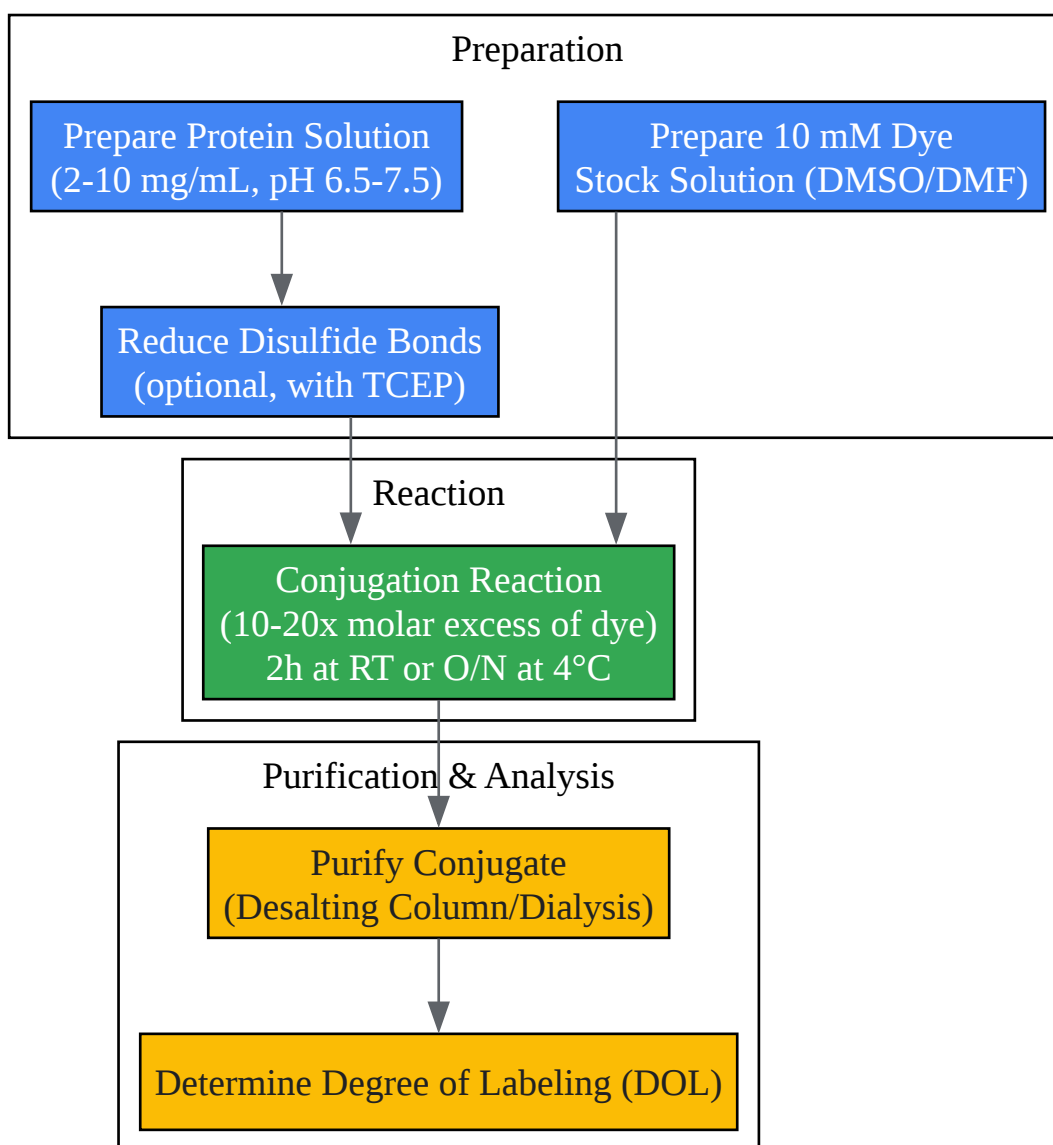 Preparation
Prepare Protein Solution
(2-10 mg/mL, pH 6.5-7.5)
Prepare 10 mM Dye
Stock Solution (DMSO/DMF)
Reduce Disulfide Bonds
(optional, with TCEP)
Reaction
Conjugation Reaction
(10-20x molar excess of dye)
2h at RT or O/N at 4°C
Purification & Analysis
Purify Conjugate
(Desalting Column/Dialysis)
Determine Degree of Labeling (DOL)